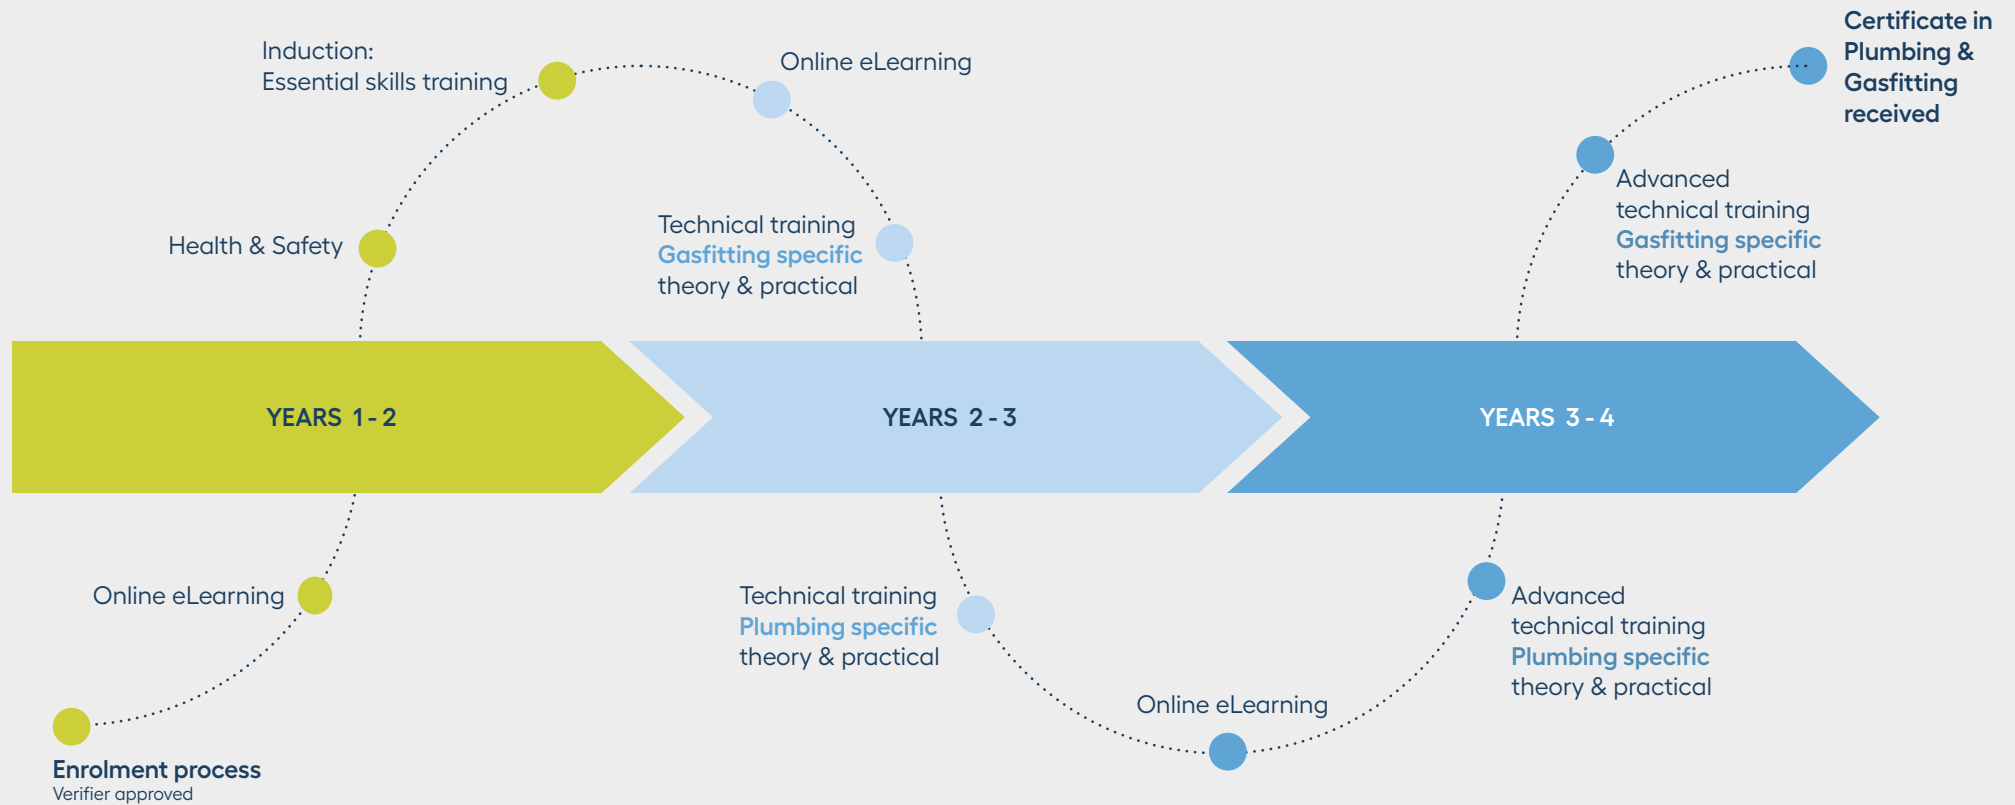 Certificate in
Plumbing &
Gasfitting
received
Induction:
Essential skills training
Online eLearning
Health & Safety
Technical training
Gasfitting specific
theory & practical
Advanced
technical training
Gasfitting specific
theory & practical
YEARS 1 - 2
YEARS 2 - 3
YEARS 3 - 4
Online eLearning
Technical training
Plumbing specific
theory & practical
Online eLearning
Advanced
technical training
Plumbing specific
theory & practical
Enrolment process
Verifier approved